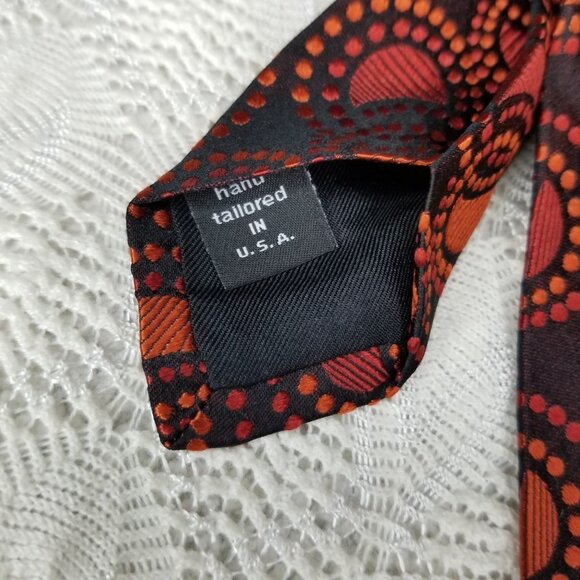 hand
tailored
IN
U.S.A.